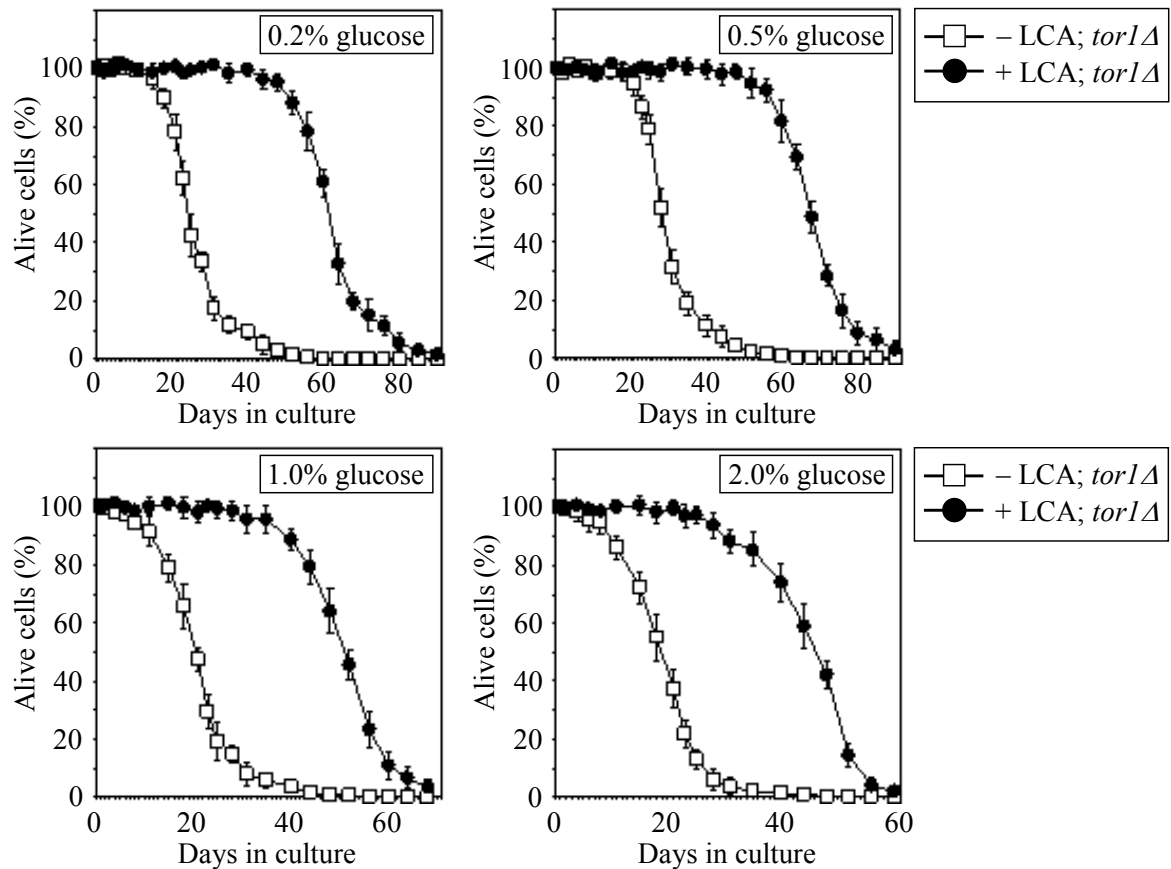 0.2% glucose
Alive cells (%)
100
80
60
40
20
0
0 20 40 60 80
Days in culture
0.5% glucose
Alive cells (%)
100
80
60
40
20
0
0 20 40 60 80
Days in culture
– LCA; tor1Δ
+ LCA; tor1Δ
1.0% glucose
Alive cells (%)
100
80
60
40
20
0
0 20 40 60
Days in culture
2.0% glucose
Alive cells (%)
100
80
60
40
20
0
0 20 40 60
Days in culture
– LCA; tor1Δ
+ LCA; tor1Δ